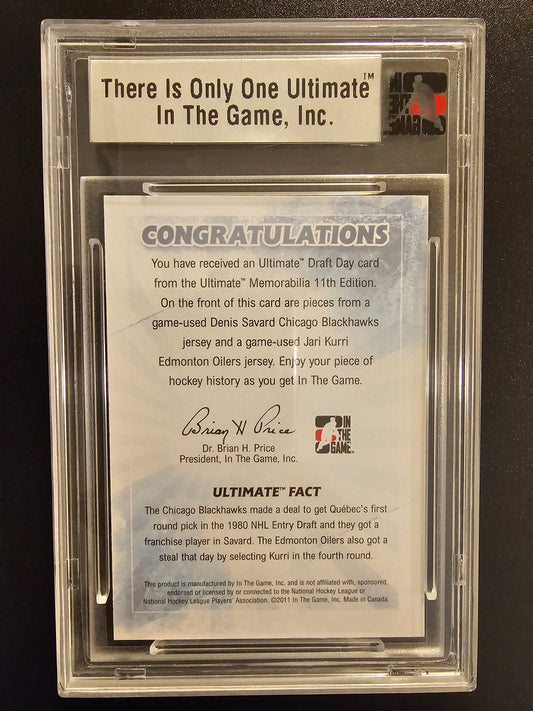 There Is Only One Ultimate™
In The Game, Inc.
IN
THE
GAME
CONGRATULATIONS
You have received an Ultimate™ Draft Day card
from the Ultimate™ Memorabilia 11th Edition.
On the front of this card are pieces from a
game-used Denis Savard Chicago Blackhawks
jersey and a game-used Jari Kurri
Edmonton Oilers jersey. Enjoy your piece of
hockey history as you get In The Game.
Brian H Price
IN
THE
GAME
Dr. Brian H. Price
President, In The Game, Inc.
ULTIMATE™ FACT
The Chicago Blackhawks made a deal to get Québec's first
round pick in the 1980 NHL Entry Draft and they got a
franchise player in Savard. The Edmonton Oilers also got a
steal that day by selecting Kurri in the fourth round.
This product is manufactured by In The Game, Inc. and is not affiliated with, sponsored,
endorsed or licensed by or connected to the National Hockey League or
National Hockey League Players' Association. ©2011 In The Game, Inc. Made in Canada.